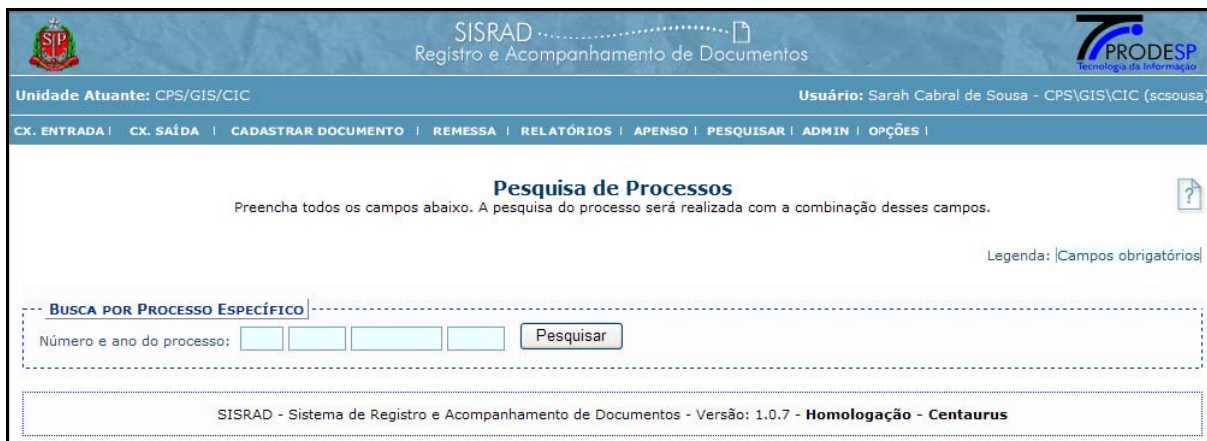 SP
SISRAD
Registro e Acompanhamento de Documentos
PRODESP
Tecnologia da Informação
Unidade Atuante: CPS/GIS/CIC
Usuário: Sarah Cabral de Sousa - CPS\GIS\CIC (scsousa)
CX. ENTRADA | CX. SAÍDA | CADASTRAR DOCUMENTO | REMESSA | RELATÓRIOS | APENSO | PESQUISAR | ADMIN | OPÇÕES |
Pesquisa de Processos
Preencha todos os campos abaixo. A pesquisa do processo será realizada com a combinação desses campos.
?
Legenda: |Campos obrigatórios|
BUSCA POR PROCESSO ESPECÍFICO
Número e ano do processo:
Pesquisar
SISRAD - Sistema de Registro e Acompanhamento de Documentos - Versão: 1.0.7 - Homologação - Centaurus